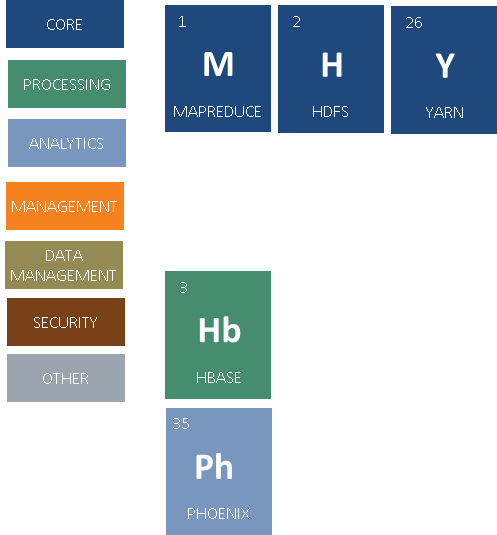 CORE
PROCESSING
ANALYTICS
MANAGEMENT
DATA
MANAGEMENT
SECURITY
OTHER
1
M
MAPREDUCE
2
H
HDFS
26
Y
YARN
3
Hb
HBASE
35
Ph
PHOENIX